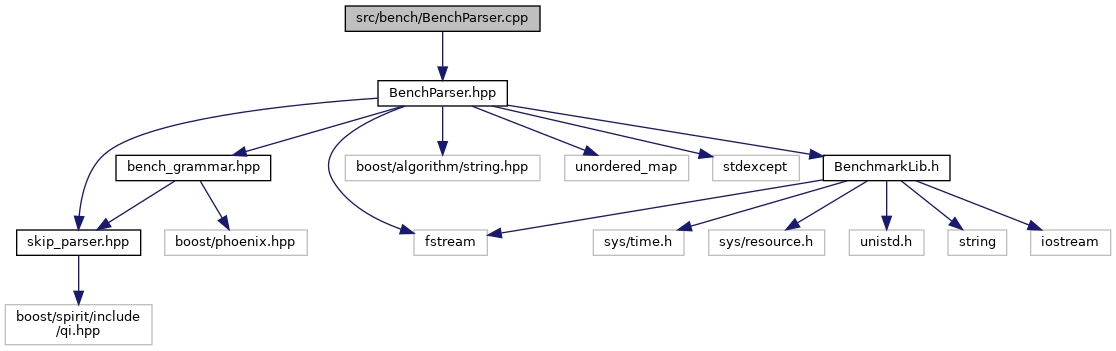 src/bench/BenchParser.cpp
BenchParser.hpp
bench_grammar.hpp
boost/algorithm/string.hpp
unordered_map
stdexcept
BenchmarkLib.h
skip_parser.hpp
boost/phoenix.hpp
fstream
sys/time.h
sys/resource.h
unistd.h
string
iostream
boost/spirit/include
/qi.hpp